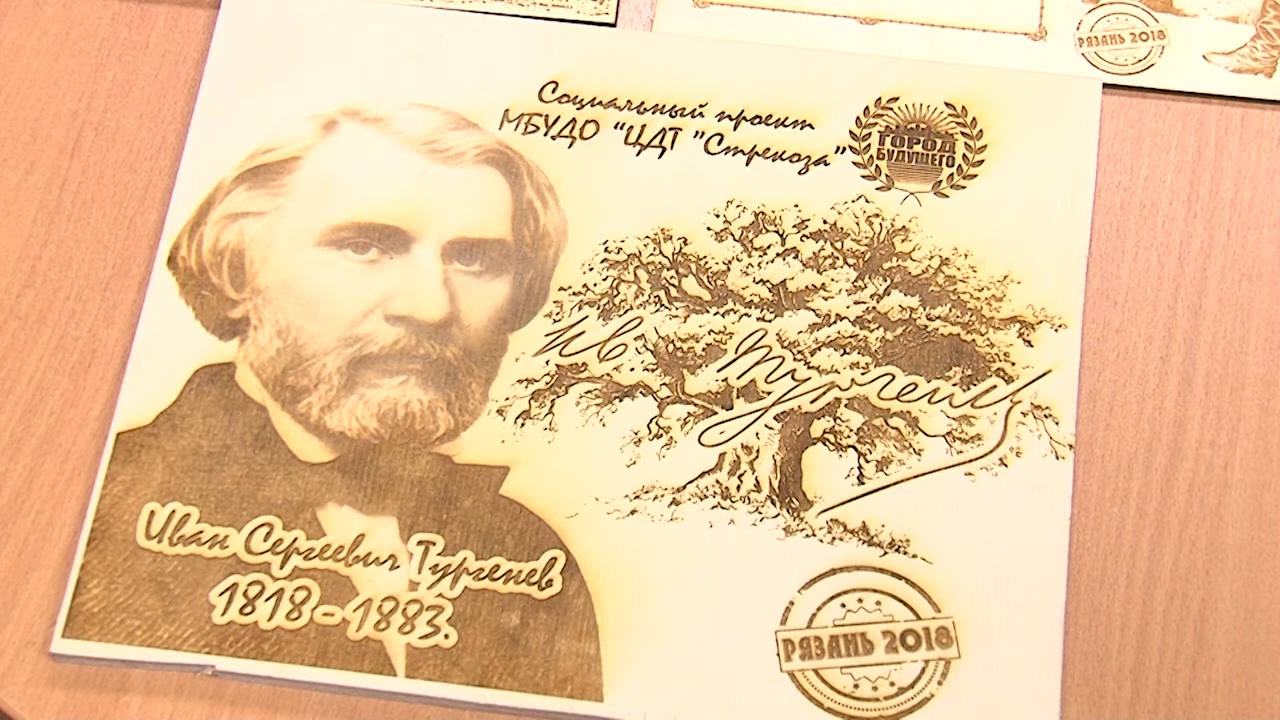 Социальный проект
МБУДО "ЦДТ "Стрекоза"
ГОРОД
БУДУЩЕГО
Ив Тургенев
Иван Сергеевич Тургенев
1818 - 1883.
РЯЗАНЬ 2018
РЯЗАНЬ 2018